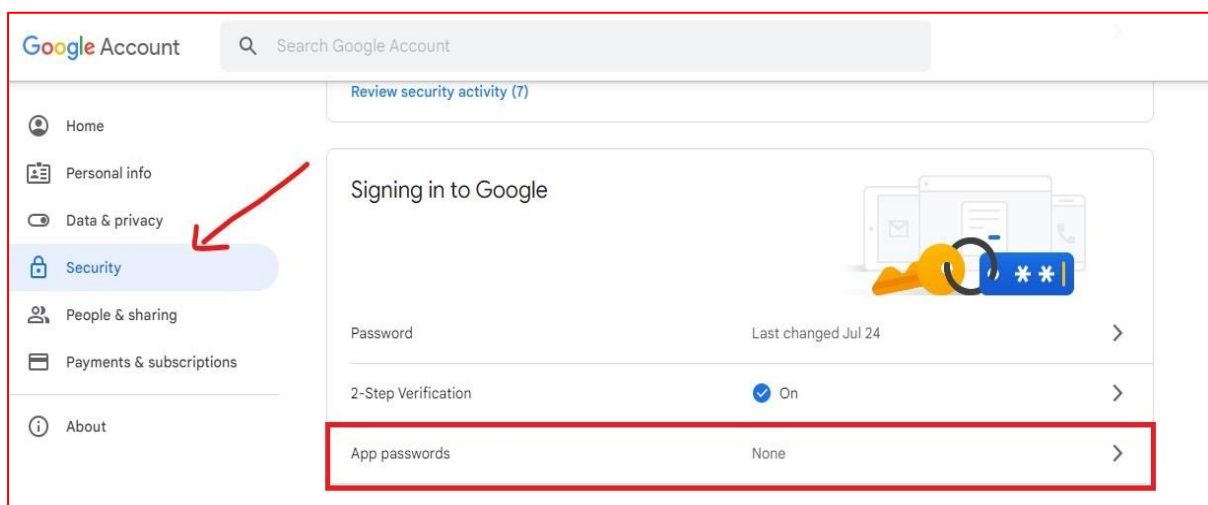 Google Account
Search Google Account
Review security activity (7)
Home
Personal info
Data & privacy
Security
People & sharing
Payments & subscriptions
About
Signing in to Google
**|
Password Last changed Jul 24
2-Step Verification On
App passwords None